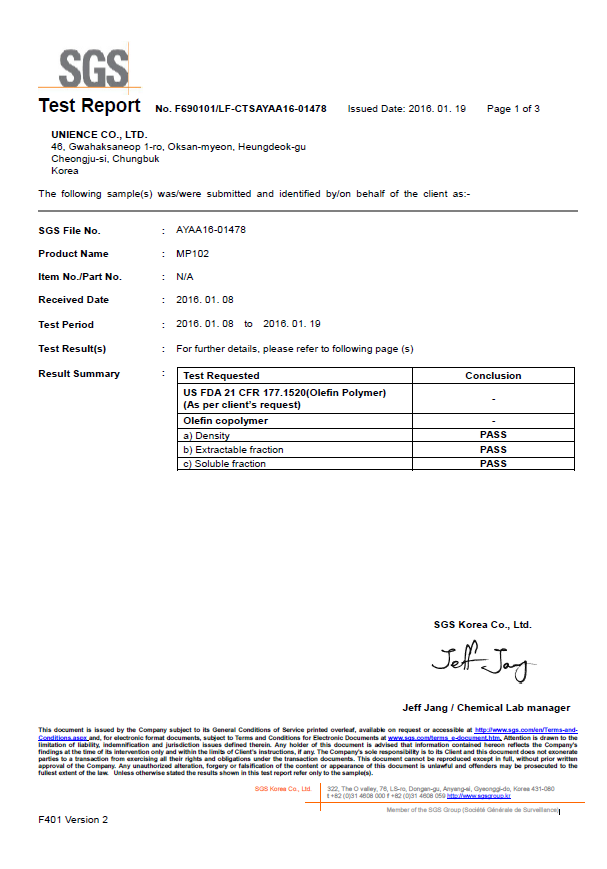 SGS
Test Report No. F690101/LF-CTSAYAA16-01478 Issued Date: 2016. 01. 19 Page 1 of 3
UNIENCE CO., LTD.
46, Gwahaksaneop 1-ro, Oksan-myeon, Heungdeok-gu
Cheongju-si, Chungbuk
Korea
The following sample(s) was/were submitted and identified by/on behalf of the client as:-
SGS File No. : AYAA16-01478
Product Name : MP102
Item No./Part No. : N/A
Received Date : 2016. 01. 08
Test Period : 2016. 01. 08 to 2016. 01. 19
Test Result(s) : For further details, please refer to following page (s)
Result Summary :
Test Requested Conclusion
US FDA 21 CFR 177.1520(Olefin Polymer)
(As per client's request) -
Olefin copolymer -
a) Density PASS
b) Extractable fraction PASS
c) Soluble fraction PASS
SGS Korea Co., Ltd.
Jeff Jang
Jeff Jang / Chemical Lab manager
This document is issued by the Company subject to its General Conditions of Service printed overleaf, available on request or accessible at http://www.sgs.com/en/Terms-and-
Conditions.aspx and, for electronic format documents, subject to Terms and Conditions for Electronic Documents at www.sgs.com/terms_e-document.htm. Attention is drawn to the
limitation of liability, indemnification and jurisdiction issues defined therein. Any holder of this document is advised that information contained hereon reflects the Company's
findings at the time of its intervention only and within the limits of Client's instructions, if any. The Company's sole responsibility is to its Client and this document does not exonerate
parties to a transaction from exercising all their rights and obligations under the transaction documents. This document cannot be reproduced except in full, without prior written
approval of the Company. Any unauthorized alteration, forgery or falsification of the content or appearance of this document is unlawful and offenders may be prosecuted to the
fullest extent of the law. Unless otherwise stated the results shown in this test report refer only to the sample(s).
SGS Korea Co., Ltd. 322, The O valley, 76, LS-ro, Dongan-gu, Anyang-si, Gyeonggi-do, Korea 431-080
t +82 (0)31 4608 000 f +82 (0)31 4608 059 http://www.sgsgroup.kr
Member of the SGS Group (Société Générale de Surveillance)
F401 Version 2